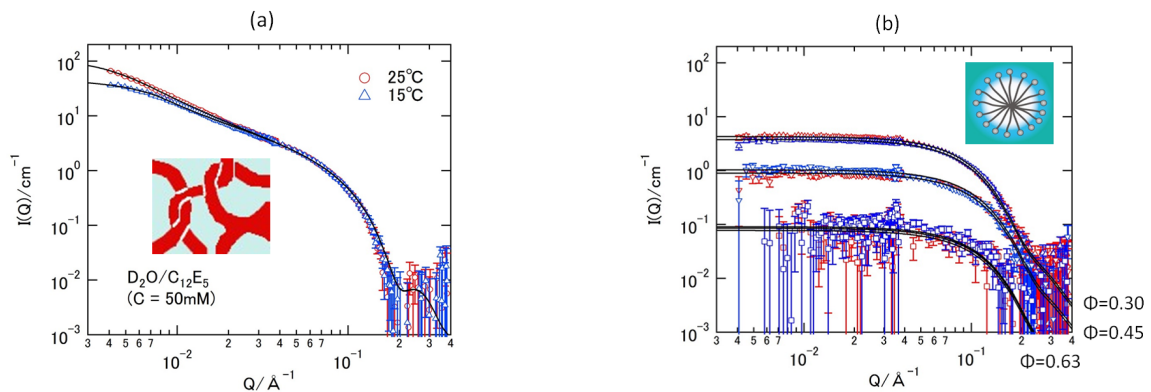 (a)
10²
10¹
10⁰
10⁻¹
10⁻²
10⁻³
I(Q)/cm⁻¹
25℃
15℃
D₂O/C₁₂E₅
(C = 50mM)
3 4 5 6 7 2 3 4 5 6 7 2 3 4
10⁻² 10⁻¹
Q/Å⁻¹
(b)
10²
10¹
10⁰
10⁻¹
10⁻²
10⁻³
I(Q)/cm⁻¹
3 4 5 6 7 2 3 4 5 6 7 2 3 4
10⁻² 10⁻¹
Q/Å⁻¹
Φ=0.30
Φ=0.45
Φ=0.63